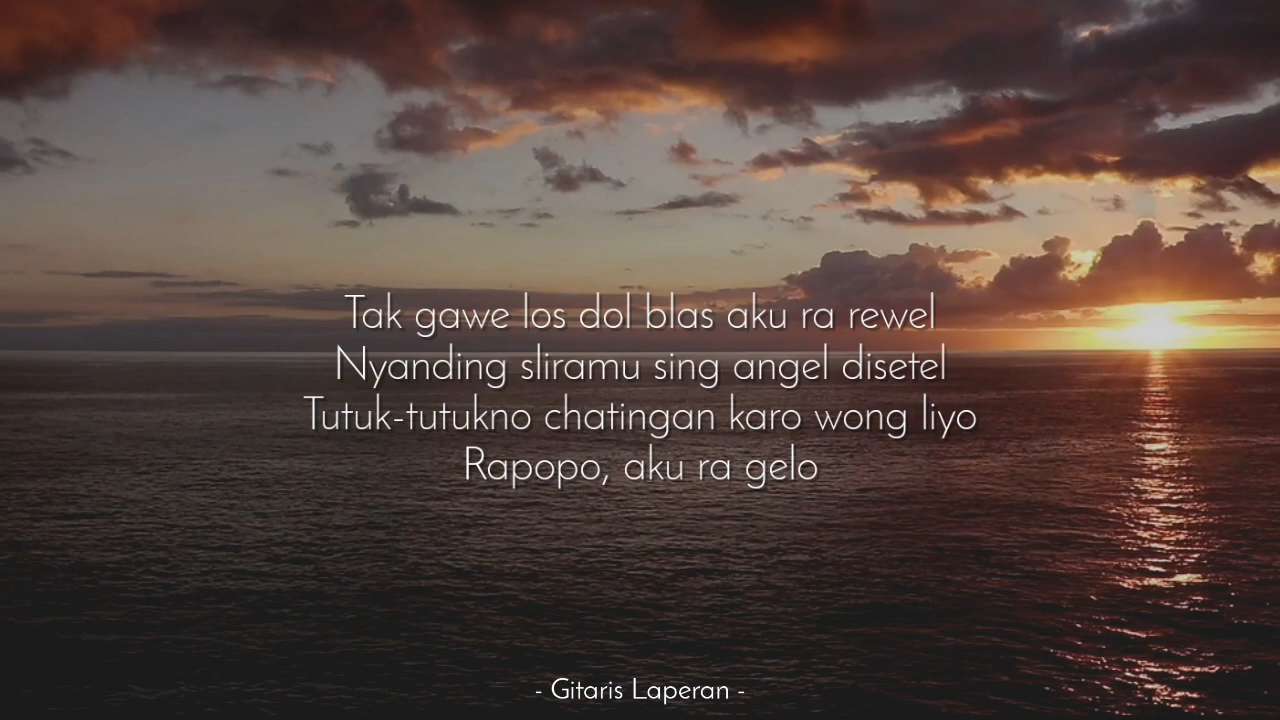 Tak gawe los dol blas aku ra rewel
Nyanding sliramu sing angel disetel
Tutuk-tutukno chatingan karo wong liyo
Rapopo, aku ra gelo
- Gitaris Laperan -